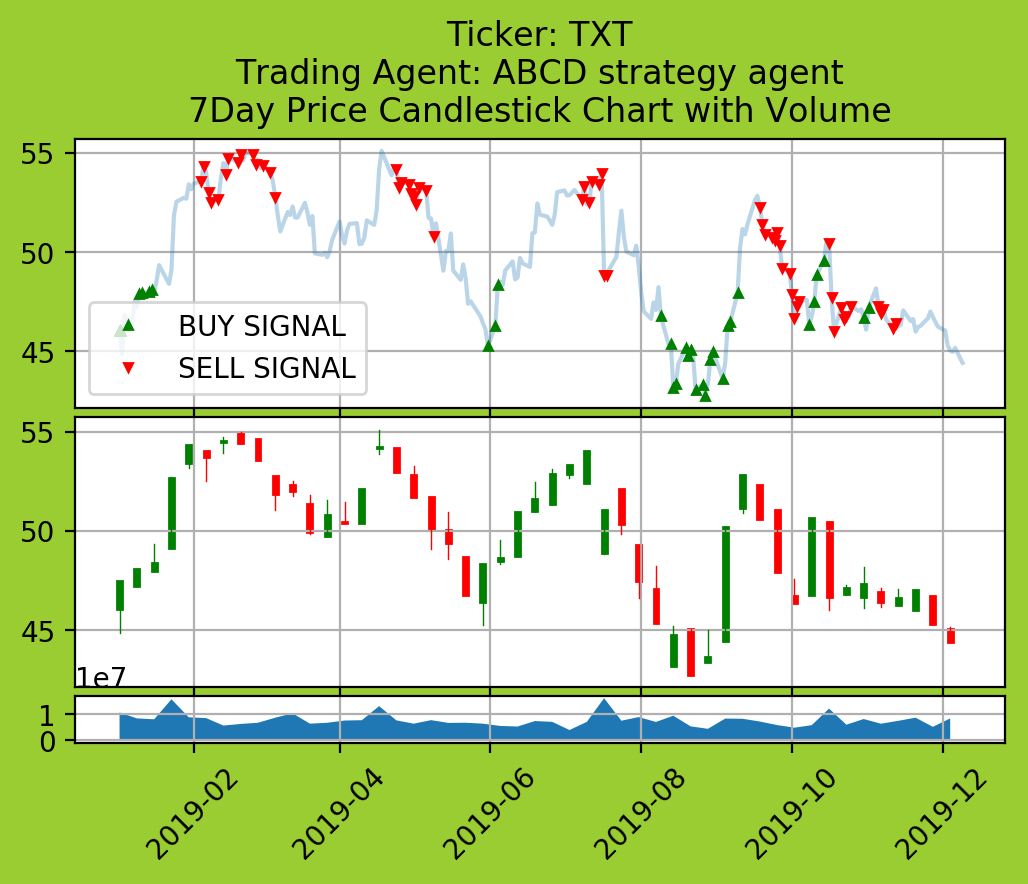 Ticker: TXT
Trading Agent: ABCD strategy agent
7Day Price Candlestick Chart with Volume
55
50
45
BUY SIGNAL
SELL SIGNAL
55
50
45
1e7
1
0
2019-02
2019-04
2019-06
2019-08
2019-10
2019-12